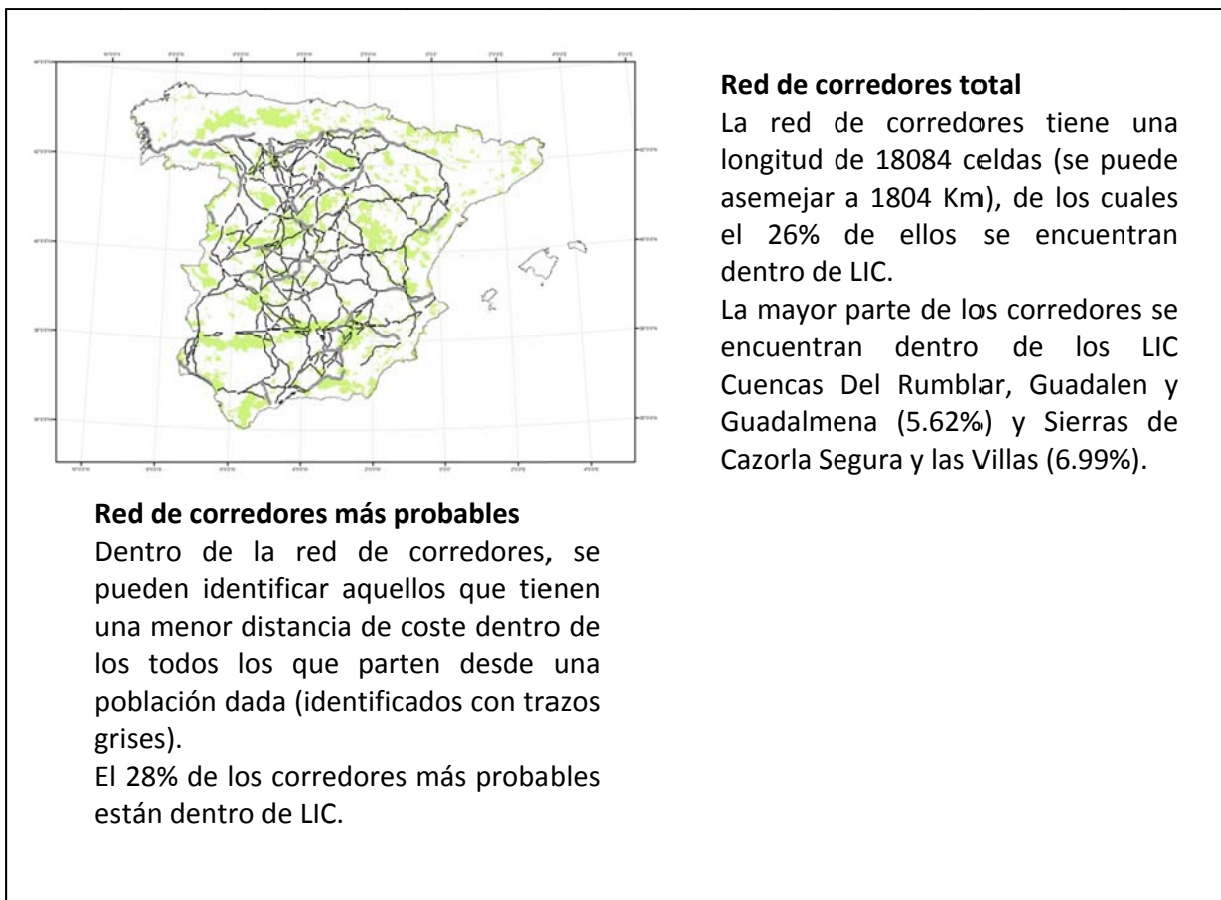 Red de corredores total
La red de corredores tiene una
longitud de 18084 celdas (se puede
asemejar a 1804 Km), de los cuales
el 26% de ellos se encuentran
dentro de LIC.
La mayor parte de los corredores se
encuentran dentro de los LIC
Cuencas Del Rumblar, Guadalen y
Guadalmena (5.62%) y Sierras de
Cazorla Segura y las Villas (6.99%).
Red de corredores más probables
Dentro de la red de corredores, se
pueden identificar aquellos que tienen
una menor distancia de coste dentro de
los todos los que parten desde una
población dada (identificados con trazos
grises).
El 28% de los corredores más probables
están dentro de LIC.